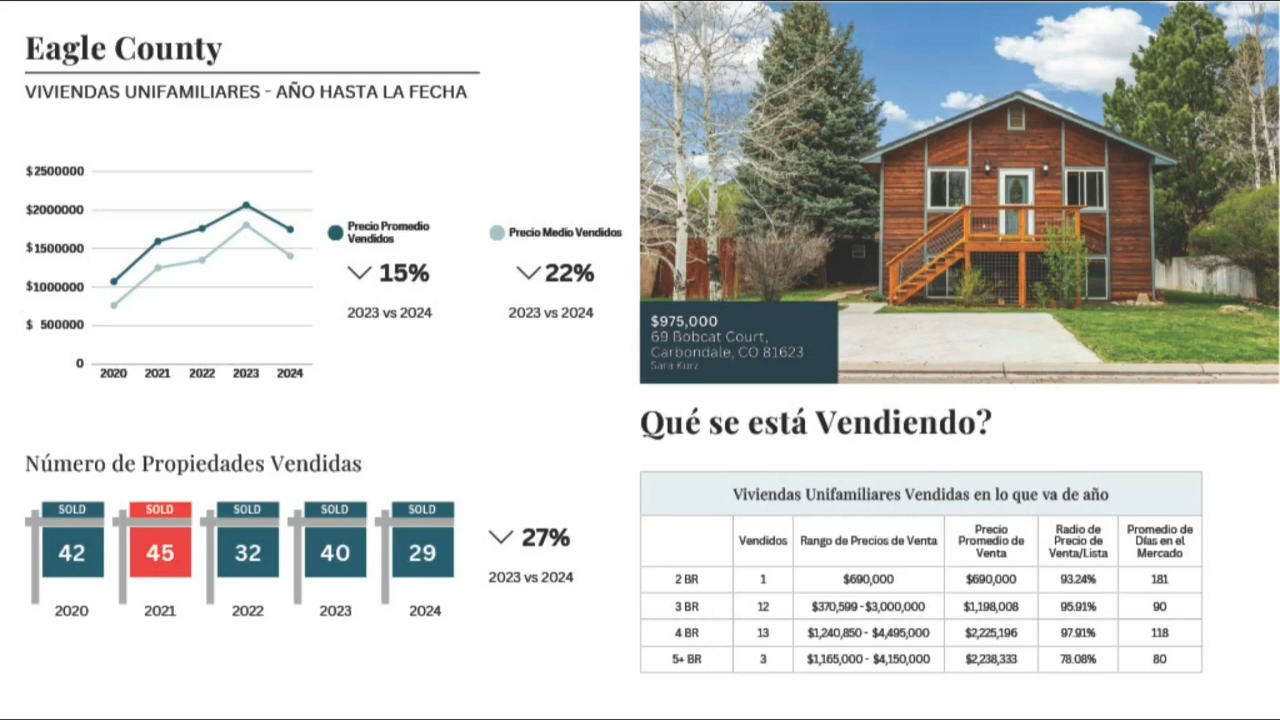 Eagle County
VIVIENDAS UNIFAMILIARES - AÑO HASTA LA FECHA
$2500000
$2000000
$1500000
$1000000
$ 500000
0
2020 2021 2022 2023 2024
Precio Promedio
Vendidos
15%
2023 vs 2024
Precio Medio Vendidos
22%
2023 vs 2024
Número de Propiedades Vendidas
SOLD SOLD SOLD SOLD SOLD
42 45 32 40 29
2020 2021 2022 2023 2024
27%
2023 vs 2024
$975,000
69 Bobcat Court,
Carbondale, CO 81623
Sara Kurz
Qué se está Vendiendo?
Viviendas Unifamiliares Vendidas en lo que va de año
Vendidos
Rango de Precios de Venta
Precio
Promedio de
Venta
Radio de
Precio de
Venta/Lista
Promedio de
Días en el
Mercado
2 BR 1 $690,000 $690,000 93.24% 181
3 BR 12 $370,599 - $3,000,000 $1,198,008 95.91% 90
4 BR 13 $1,240,850 - $4,495,000 $2,225,196 97.91% 118
5+ BR 3 $1,165,000 - $4,150,000 $2,238,333 78.08% 80